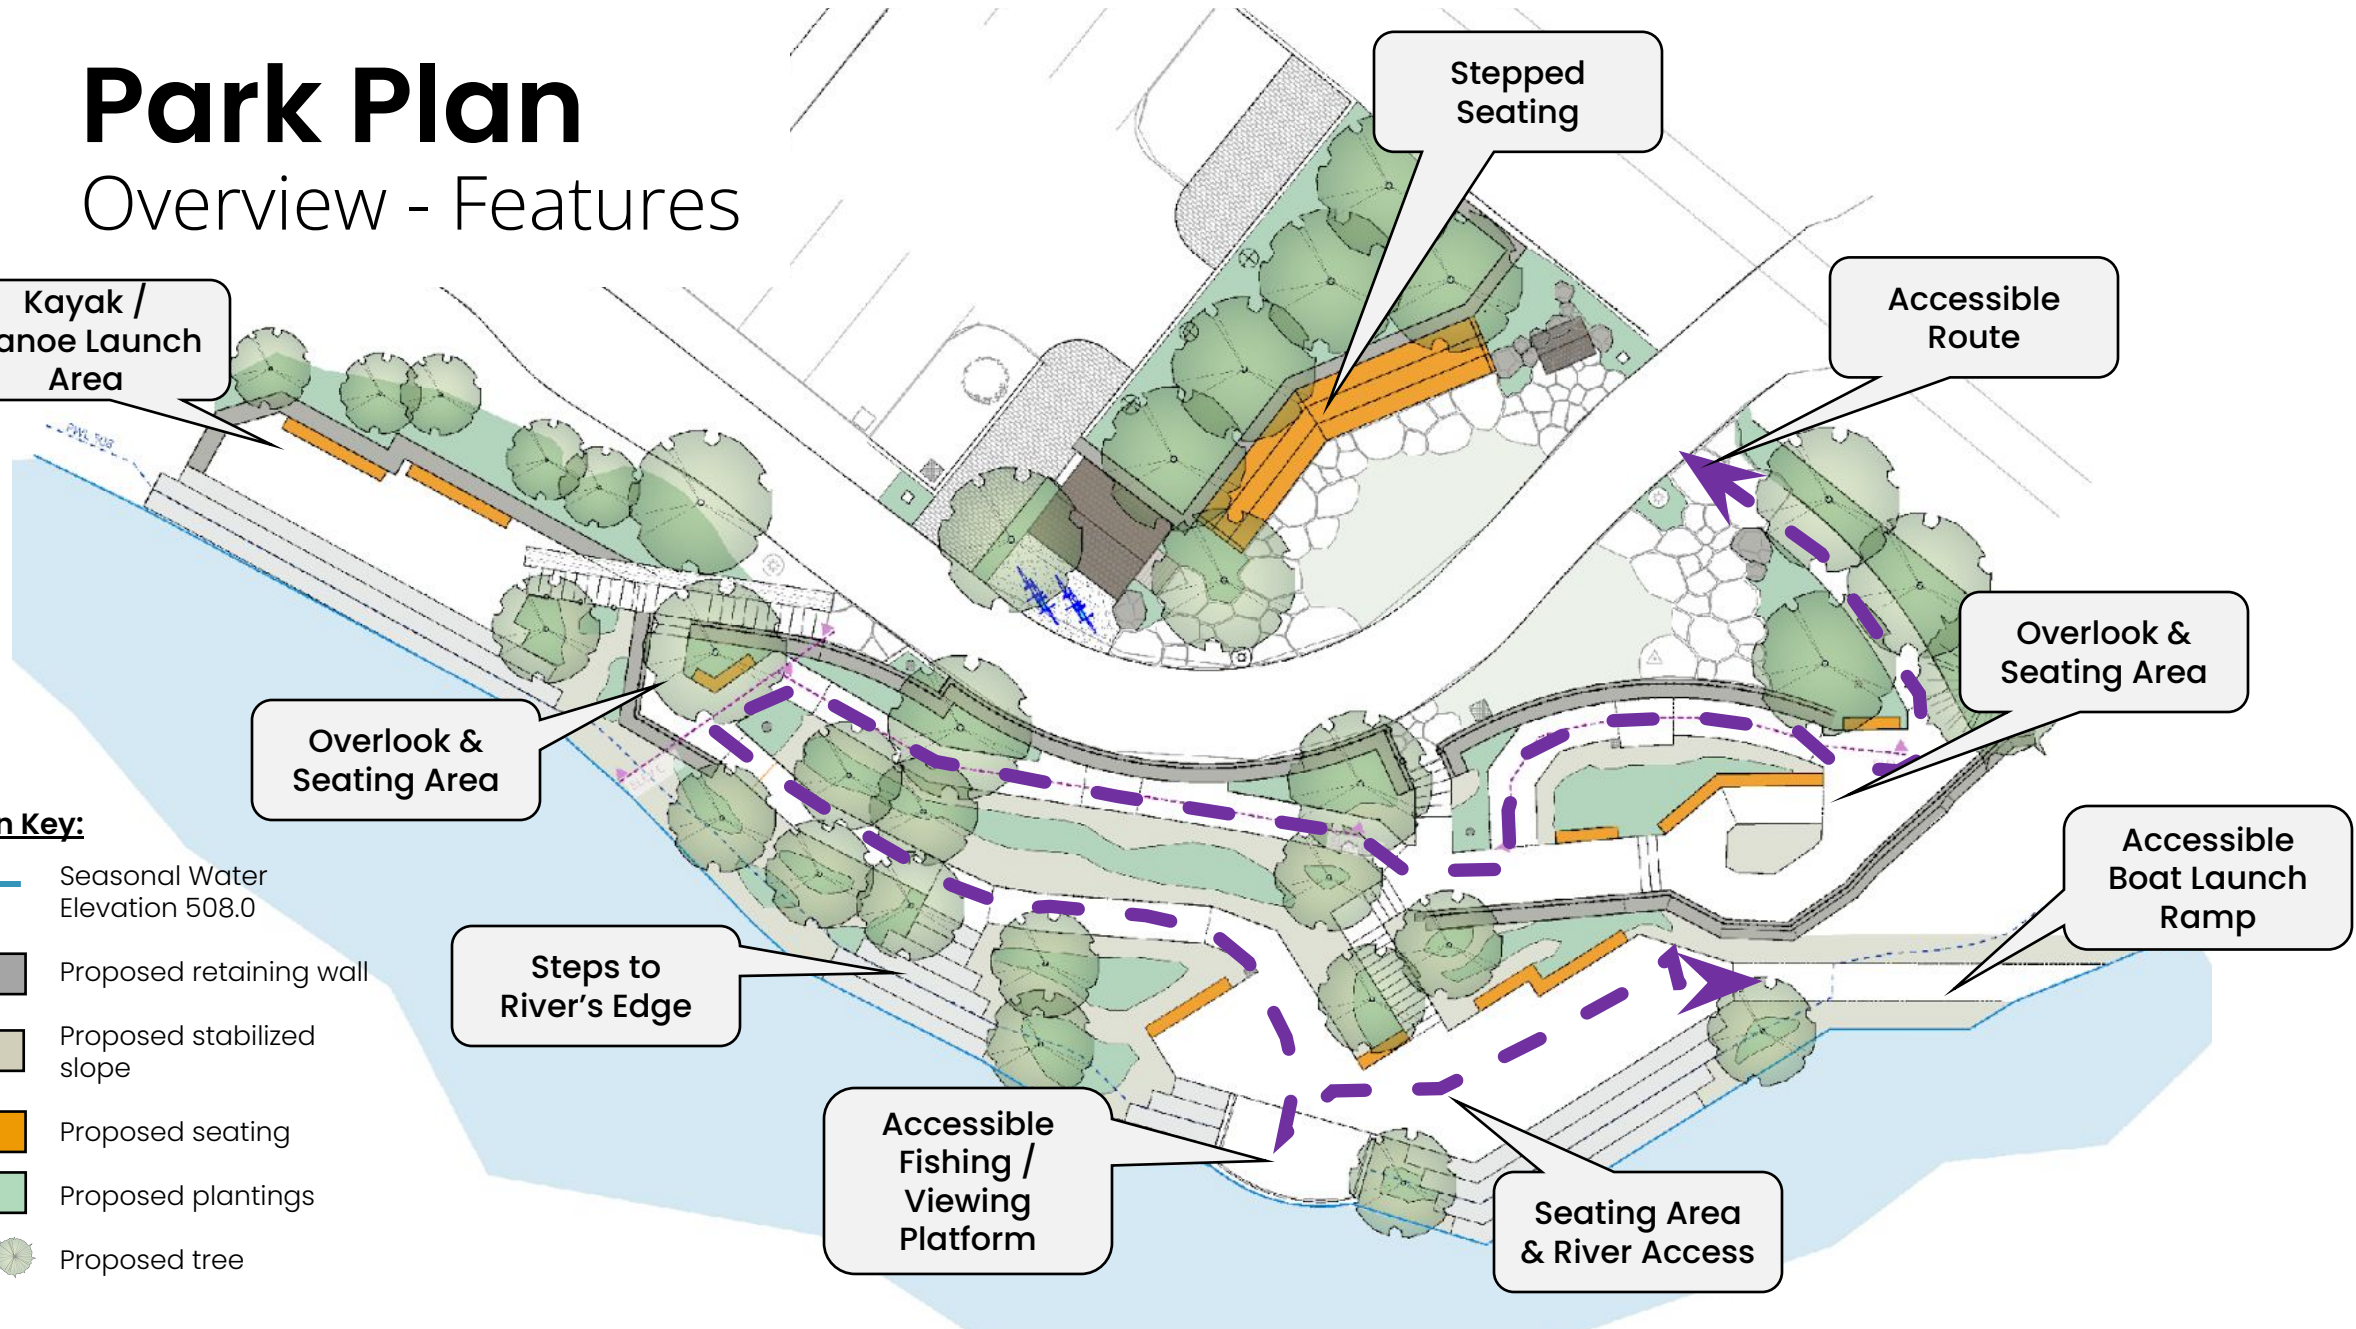 Park Plan
Overview - Features
Stepped
Seating
Kayak /
anoe Launch
Area
Accessible
Route
PWL 508
Overlook &
Seating Area
Overlook &
Seating Area
n Key:
Seasonal Water
Elevation 508.0
Proposed retaining wall
Proposed stabilized
slope
Proposed seating
Proposed plantings
Proposed tree
Steps to
River’s Edge
Accessible
Boat Launch
Ramp
Accessible
Fishing /
Viewing
Platform
Seating Area
& River Access